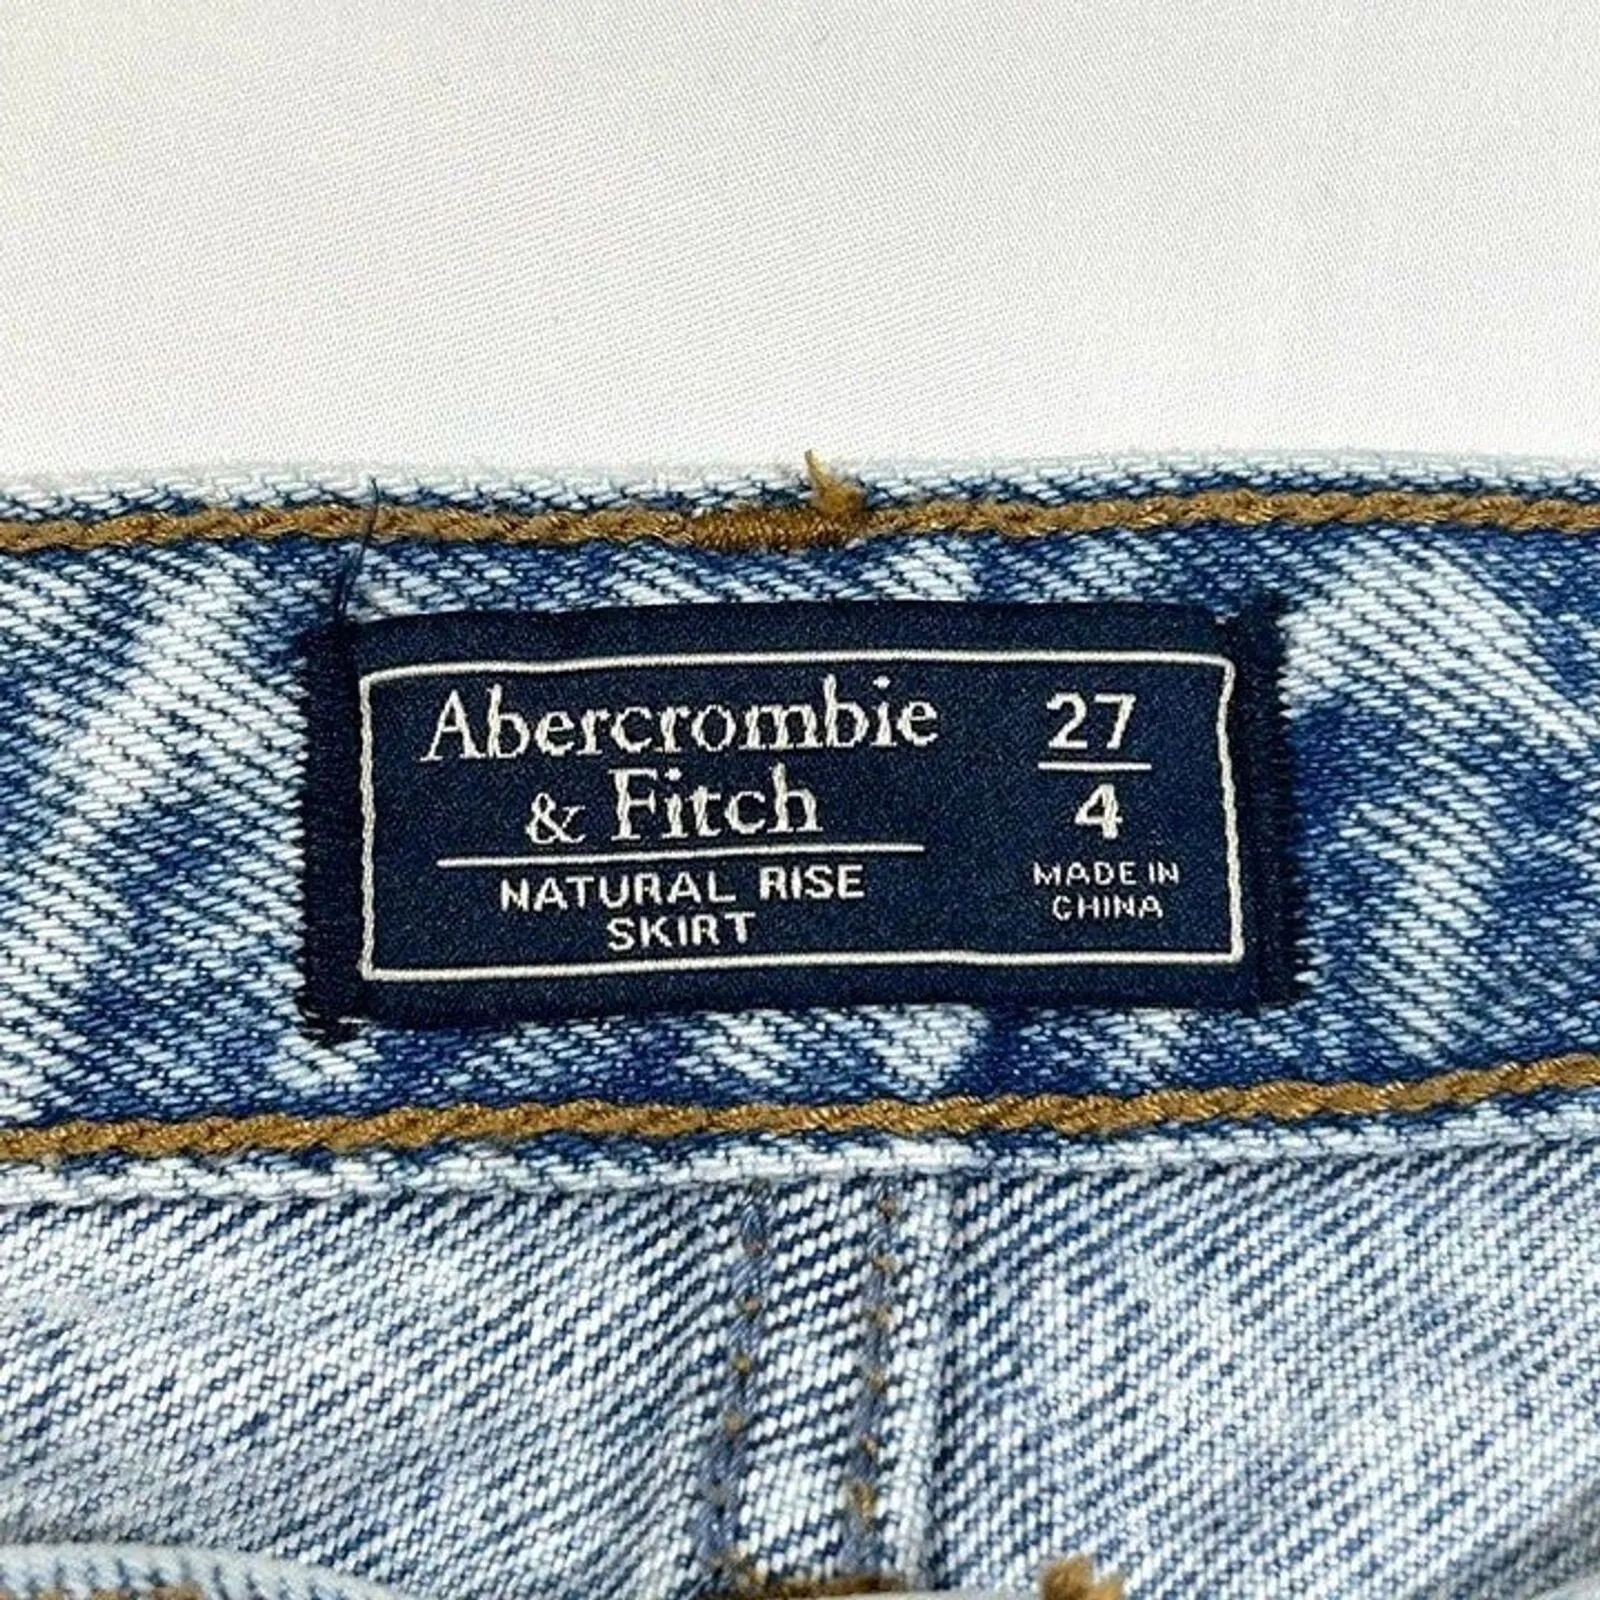 Abercrombie
& Fitch
NATURAL RISE
SKIRT
27
4
MADE IN
CHINA